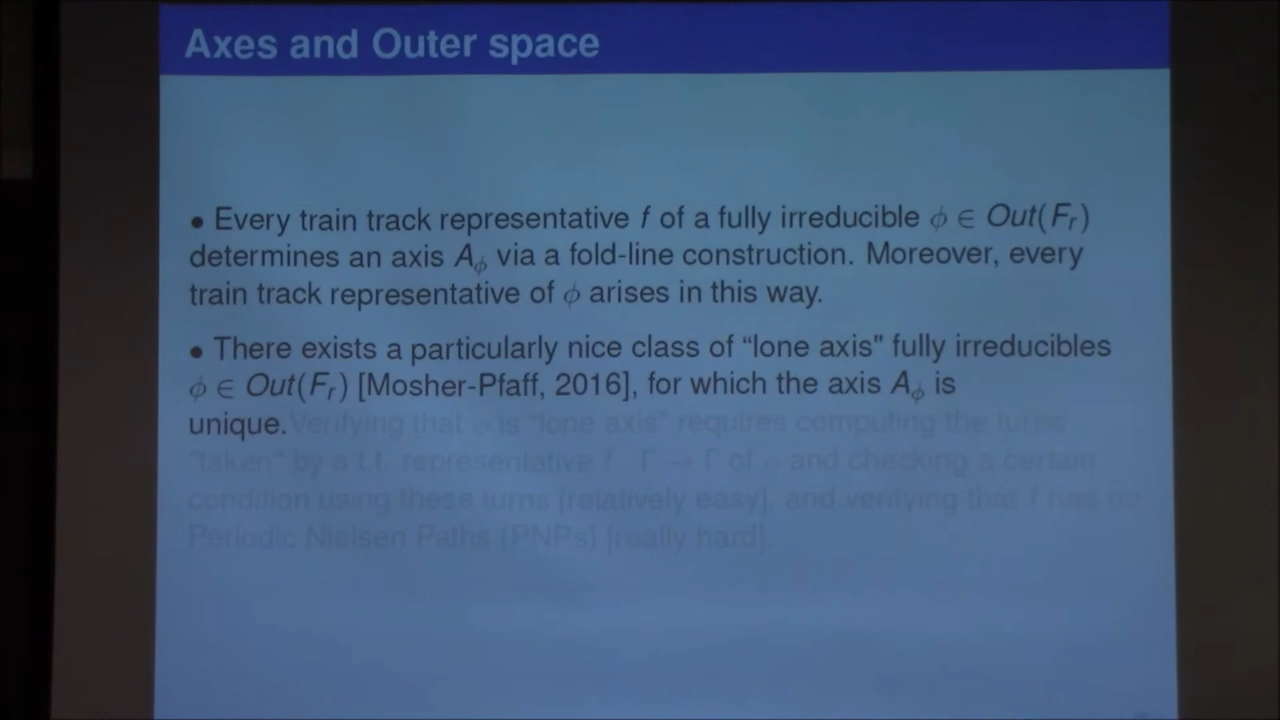 Axes and Outer space
• Every train track representative f of a fully irreducible ϕ ∈ Out(Fᵣ)
determines an axis A_ϕ via a fold-line construction. Moreover, every
train track representative of ϕ arises in this way.
• There exists a particularly nice class of “lone axis" fully irreducibles
ϕ ∈ Out(Fᵣ) [Mosher-Pfaff, 2016], for which the axis A_ϕ is
unique. Verifying that ϕ is “lone axis" requires computing the turns
"taken" by a t.t. representative f : Γ → Γ of ϕ and checking a certain
condition using these turns [relatively easy], and verifying that f has no
Periodic Nielsen Paths (PNPs) [really hard].